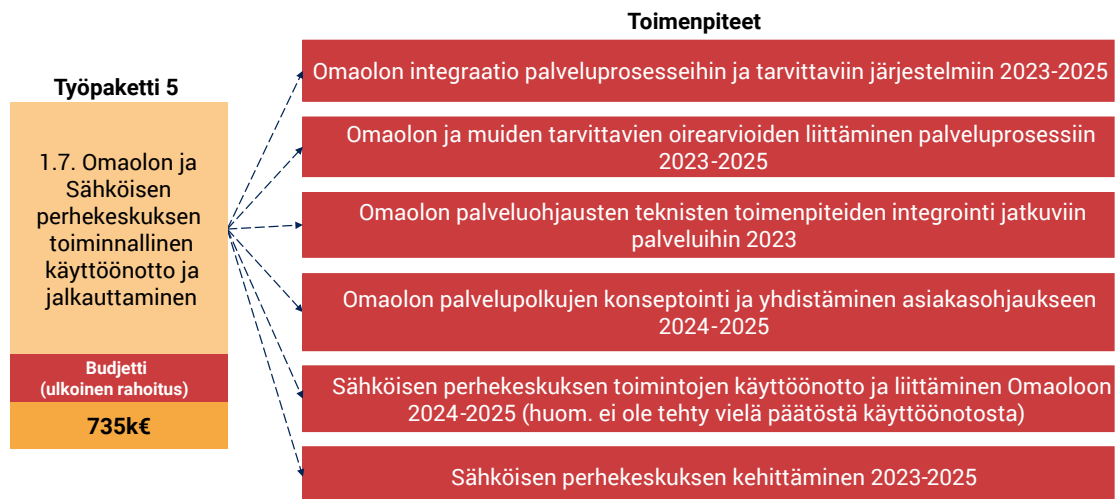 Toimenpiteet
Työpaketti 5
1.7. Omaolon ja
Sähköisen
perhekeskuksen
toiminnallinen
käyttöönotto ja
jalkauttaminen
Budjetti
(ulkoinen rahoitus)
735k€
Omaolon integraatio palveluprosesseihin ja tarvittaviin järjestelmiin 2023-2025
Omaolon ja muiden tarvittavien oirearvioiden liittäminen palveluprosessiin
2023-2025
Omaolon palveluohjausten teknisten toimenpiteiden integrointi jatkuviin
palveluihin 2023
Omaolon palvelupolkujen konseptointi ja yhdistäminen asiakasohjaukseen
2024-2025
Sähköisen perhekeskuksen toimintojen käyttöönotto ja liittäminen Omaoloon
2024-2025 (huom. ei ole tehty vielä päätöstä käyttöönotosta)
Sähköisen perhekeskuksen kehittäminen 2023-2025